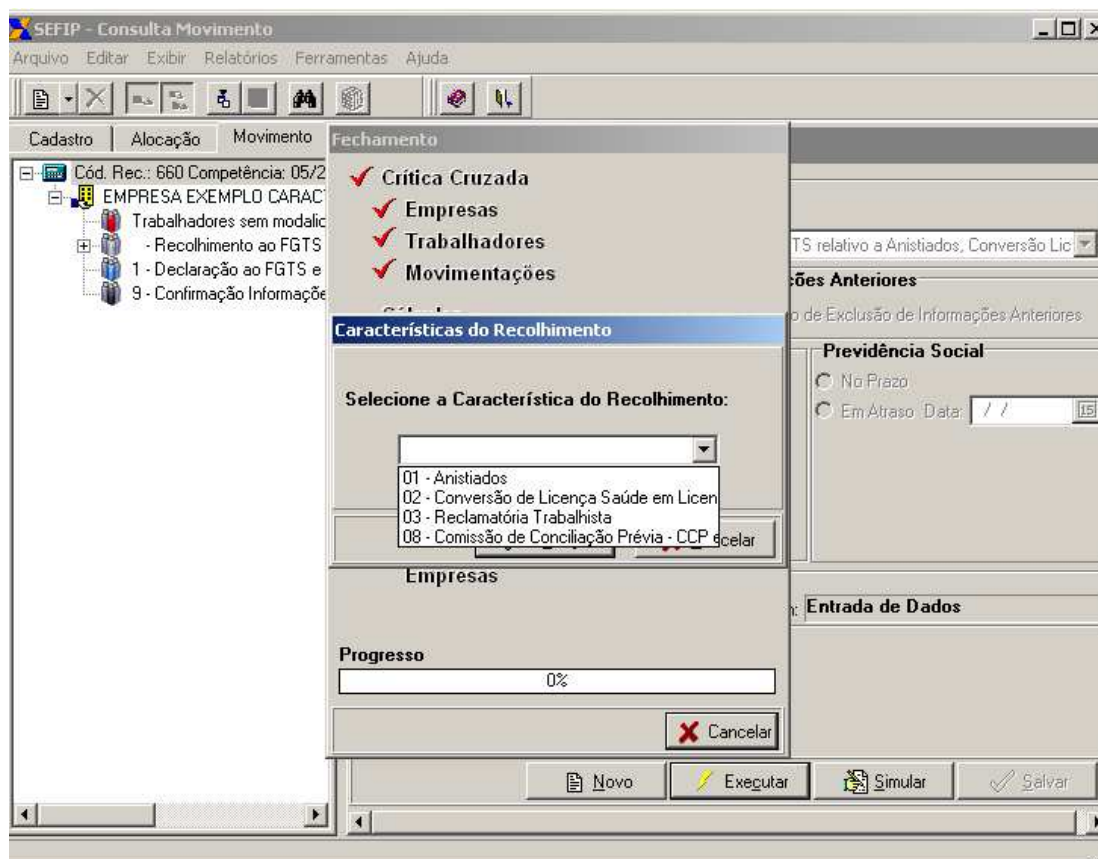 SEFIP - Consulta Movimento
Arquivo Editar Exibir Relatórios Ferramentas Ajuda
Cadastro Alocação Movimento
Cód. Rec.: 660 Competência: 05/2
EMPRESA EXEMPLO CARAC
Trabalhadores sem modalic
- Recolhimento ao FGTS
1 - Declaração ao FGTS e
9 - Confirmação Informaçõe
Fechamento
Crítica Cruzada
Empresas
Trabalhadores
Movimentações
Características do Recolhimento
Selecione a Característica do Recolhimento:
01 - Anistiados
02 - Conversão de Licença Saúde em Licen
03 - Reclamatória Trabalhista
08 - Comissão de Conciliação Prévia - CCP e
celar
Empresas
Progresso
0%
Cancelar
TS relativo a Anistiados, Conversão Lic
ções Anteriores
o de Exclusão de Informações Anteriores
Previdência Social
No Prazo
Em Atraso Data: / / 15
Entrada de Dados
Novo Executar Simular Salvar